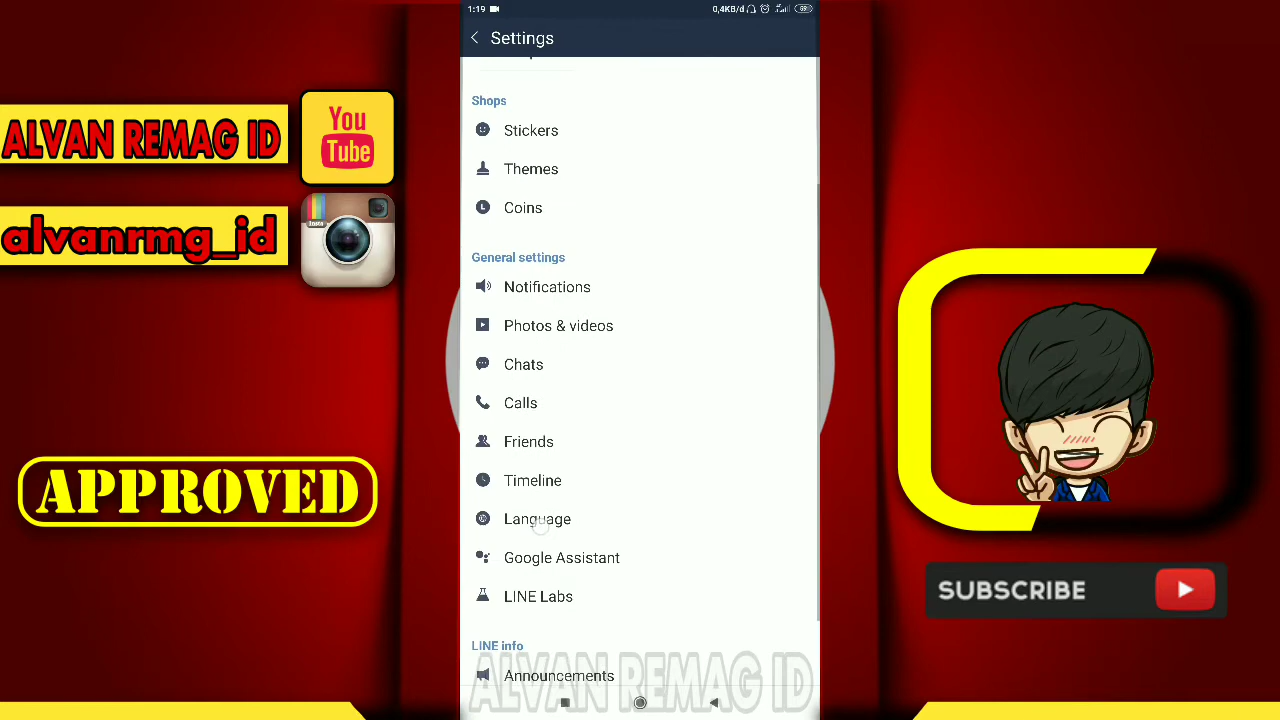 ALVAN REMAG ID
You
Tube
Insta
alvanrmg_id
APPROVED
1:19
0,4KB/d
Settings
Shops
Stickers
Themes
Coins
General settings
Notifications
Photos & videos
Chats
Calls
Friends
Timeline
Language
Google Assistant
LINE Labs
LINE info
Announcements
ALVAN REMAG ID
SUBSCRIBE